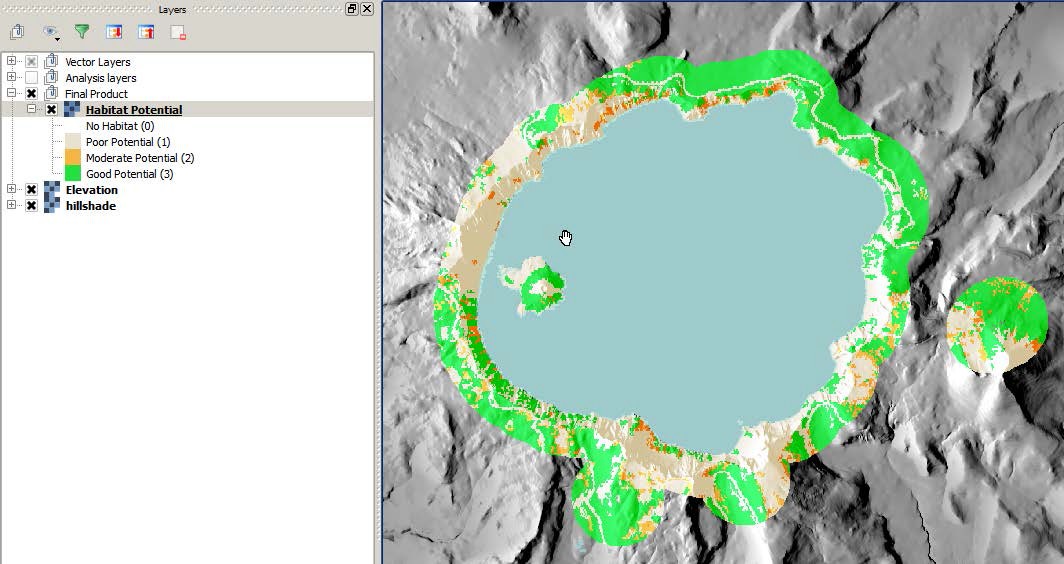 Layers
Vector Layers
Analysis layers
Final Product
Habitat Potential
No Habitat (0)
Poor Potential (1)
Moderate Potential (2)
Good Potential (3)
Elevation
hillshade